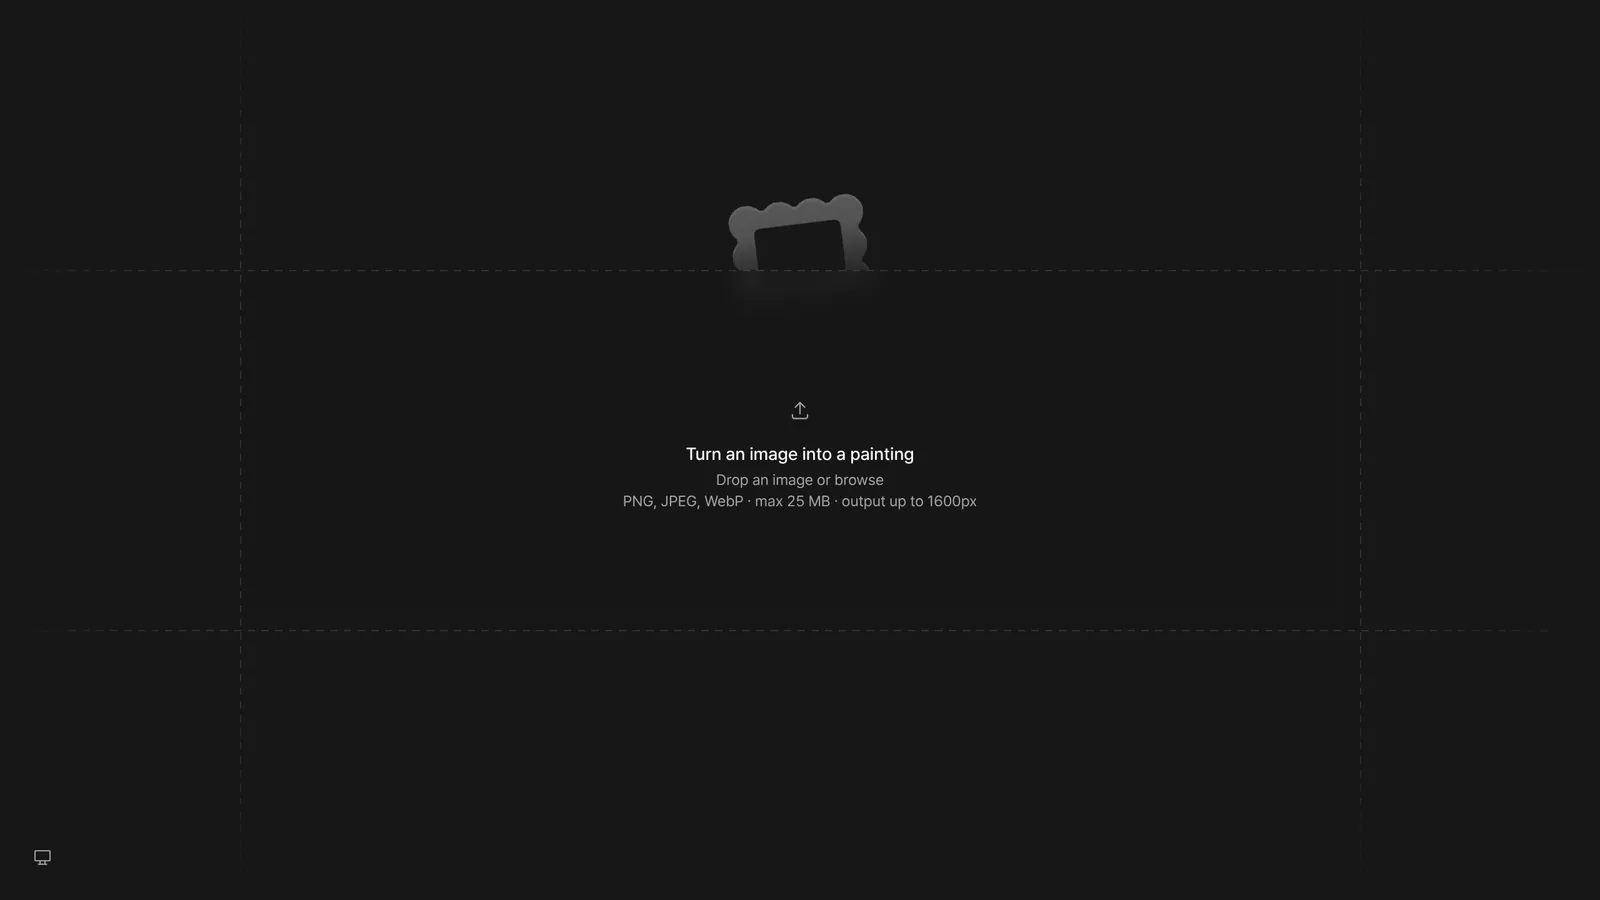 Turn an image into a painting
Drop an image or browse
PNG, JPEG, WebP · max 25 MB · output up to 1600px